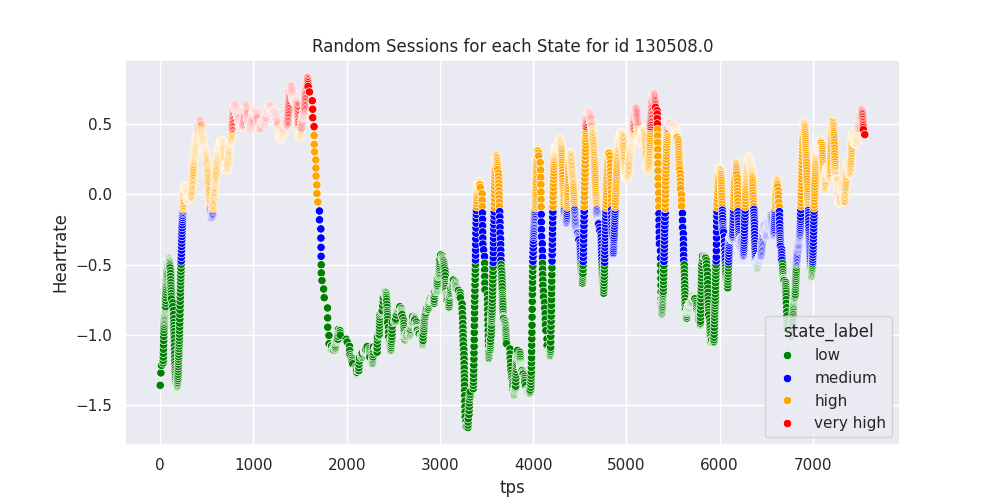 Random Sessions for each State for id 130508.0
Heartrate
0.5
0.0
−0.5
−1.0
−1.5
0 1000 2000 3000 4000 5000 6000 7000
tps
state_label
low
medium
high
very high